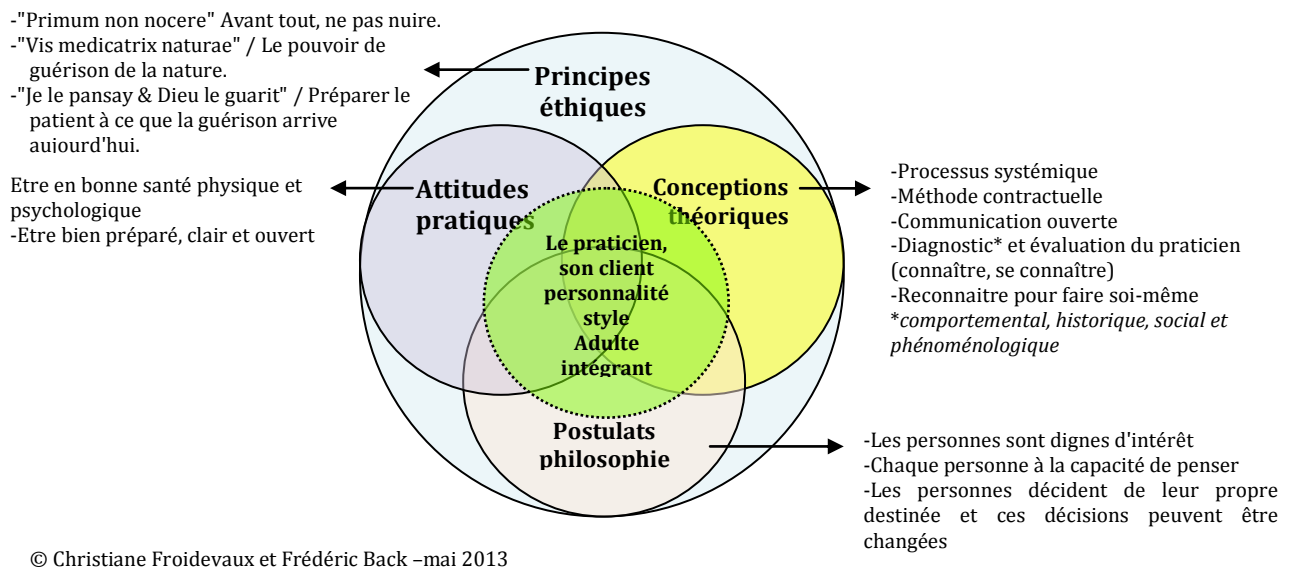 -"Primum non nocere" Avant tout, ne pas nuire.
-"Vis medicatrix naturae" / Le pouvoir de
guérison de la nature.
-"Je le pansay & Dieu le guarit" / Préparer le
patient à ce que la guérison arrive
auiourd'hui.
Principes
éthiques
Etre en bonne santé physique et
psychologique
-Etre bien préparé, clair et ouvert
Attitudes
pratiques
Conceptions
théoriques
-Processus systémique
-Méthode contractuelle
-Communication ouverte
-Diagnostic* et évaluation du praticien
(connaître, se connaître)
-Reconnaitre pour faire soi-même
*comportemental, historique, social et
phénoménologique
Le praticien,
son client
personnalité
style
Adulte
intégrant
Postulats
philosophie
-Les personnes sont dignes d'intérêt
-Chaque personne à la capacité de penser
-Les personnes décident de leur propre
destinée et ces décisions peuvent être
changées
© Christiane Froidevaux et Frédéric Back –mai 2013